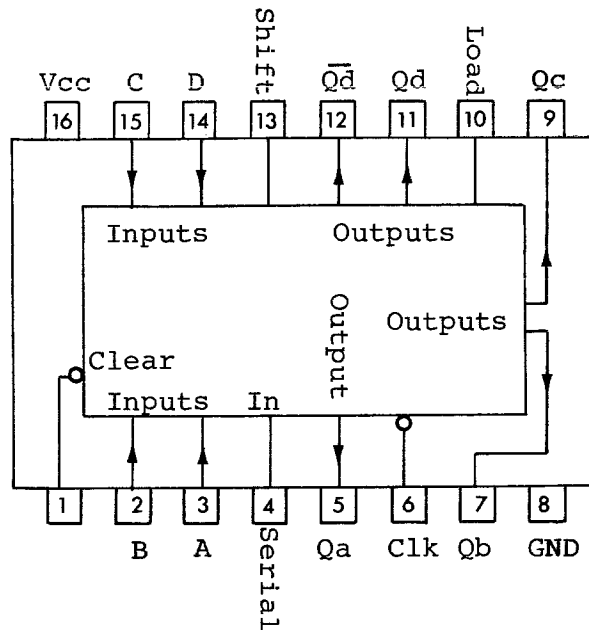 Vcc C D Shift Q̅d̅ Qd Load Qc
16 15 14 13 12 11 10 9
Inputs Outputs
Output
Outputs
Clear
Inputs In
1 2 3 4 5 6 7 8
B A Serial Qa Clk Qb GND